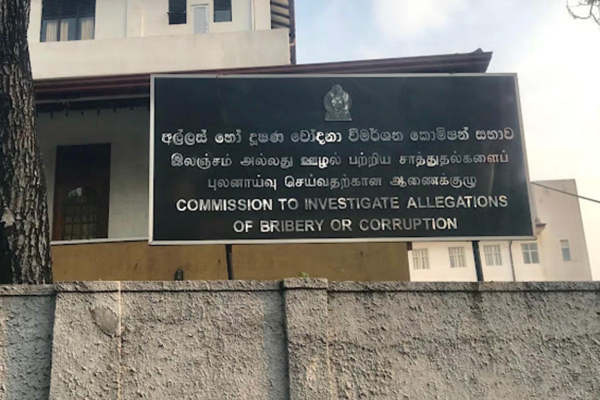 අල්ලස් හෝ දූෂණ චෝදනා විමර්ශන කොමිෂන් සභාව
இலஞ்சம் அல்லது ஊழல் பற்றிய சாத்துதல்களைப்
புலனாய்வு செய்வதற்கான ஆணைக்குழு
COMMISSION TO INVESTIGATE ALLEGATIONS
OF BRIBERY OR CORRUPTION